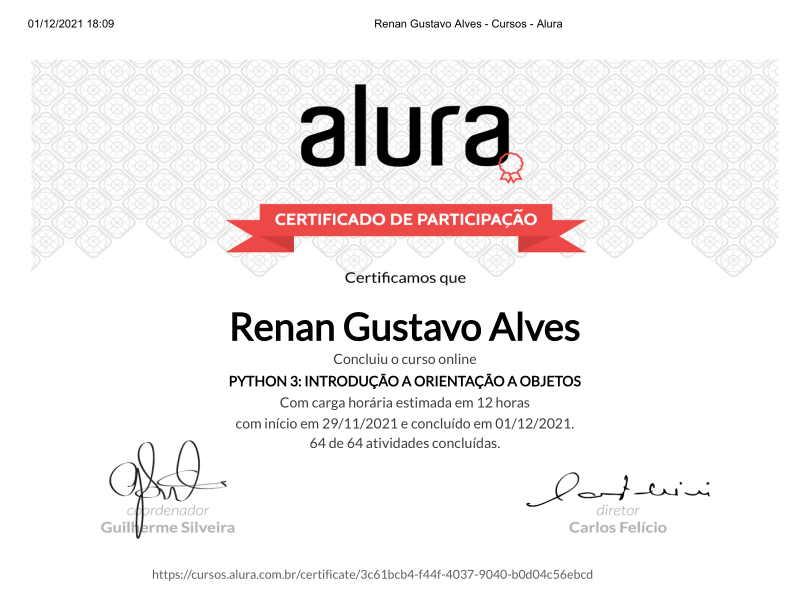 01/12/2021 18:09
Renan Gustavo Alves - Cursos - Alura
alura
CERTIFICADO DE PARTICIPAÇÃO
Certificamos que
Renan Gustavo Alves
Concluiu o curso online
PYTHON 3: INTRODUÇÃO A ORIENTAÇÃO A OBJETOS
Com carga horária estimada em 12 horas
com início em 29/11/2021 e concluído em 01/12/2021.
64 de 64 atividades concluídas.
coordenador
Guilherme Silveira
diretor
Carlos Felício
https://cursos.alura.com.br/certificate/3c61bcb4-f44f-4037-9040-b0d04c56ebcd